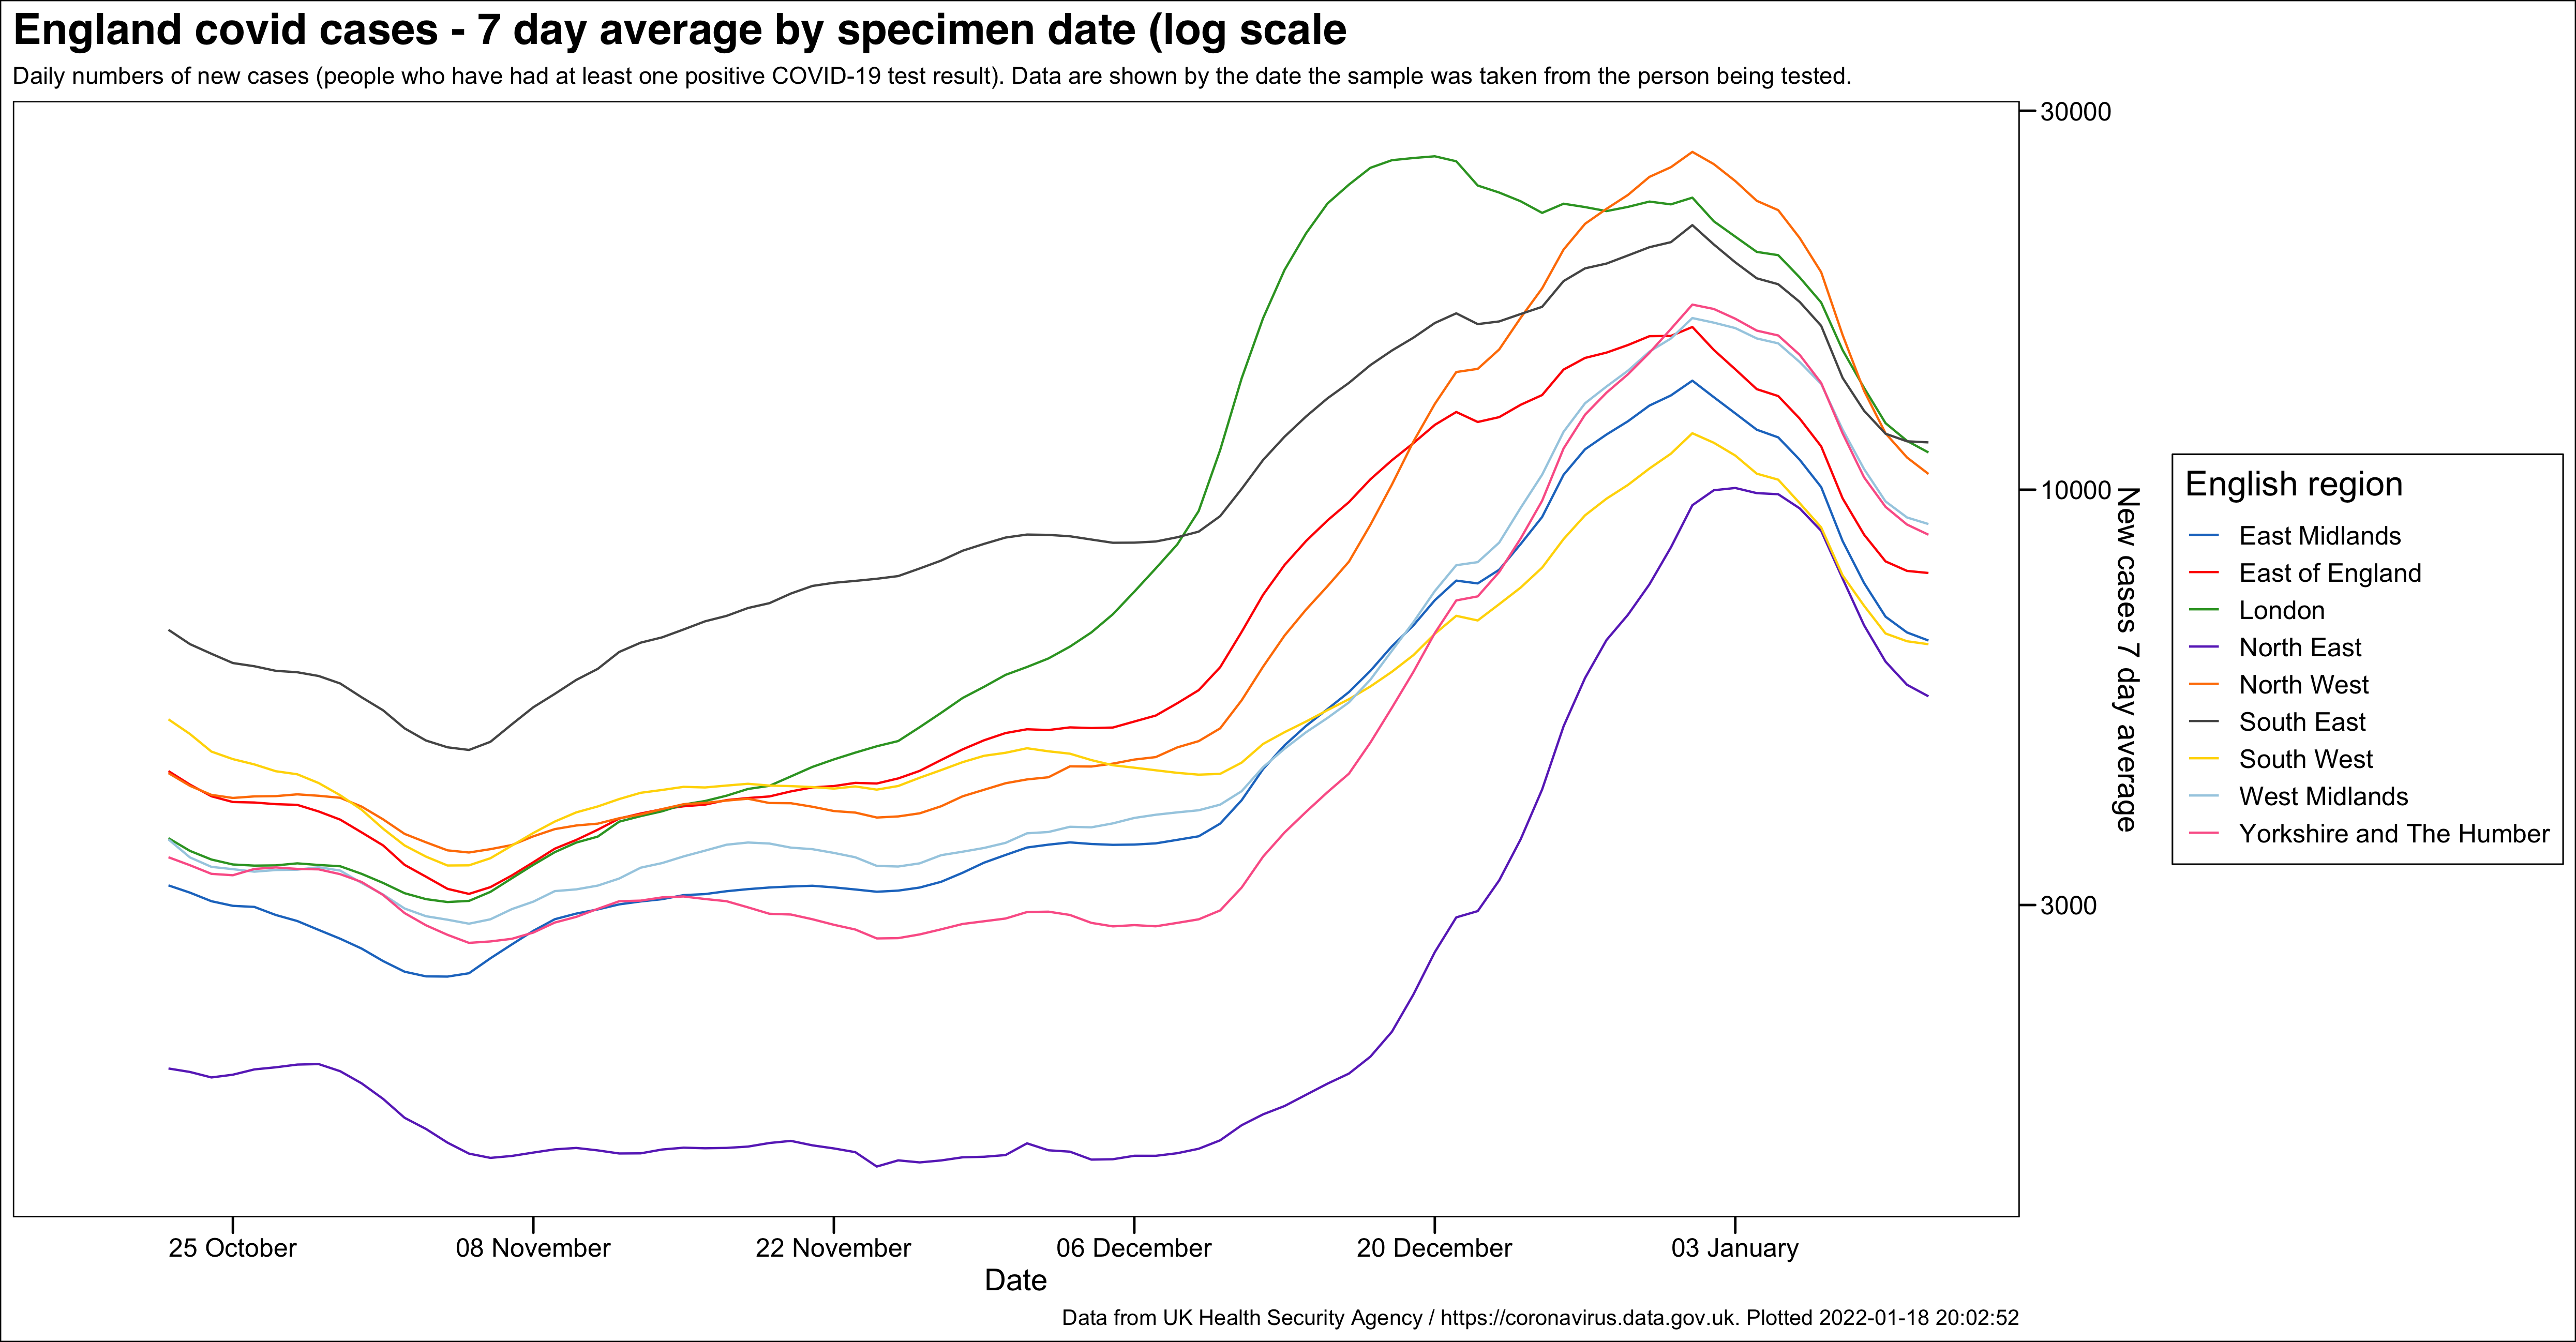 England covid cases - 7 day average by specimen date (log scale
Daily numbers of new cases (people who have had at least one positive COVID-19 test result). Data are shown by the date the sample was taken from the person being tested.
30000
10000
3000
New cases 7 day average
English region
East Midlands
East of England
London
North East
North West
South East
South West
West Midlands
Yorkshire and The Humber
25 October
08 November
22 November
06 December
20 December
03 January
Date
Data from UK Health Security Agency / https://coronavirus.data.gov.uk. Plotted 2022-01-18 20:02:52